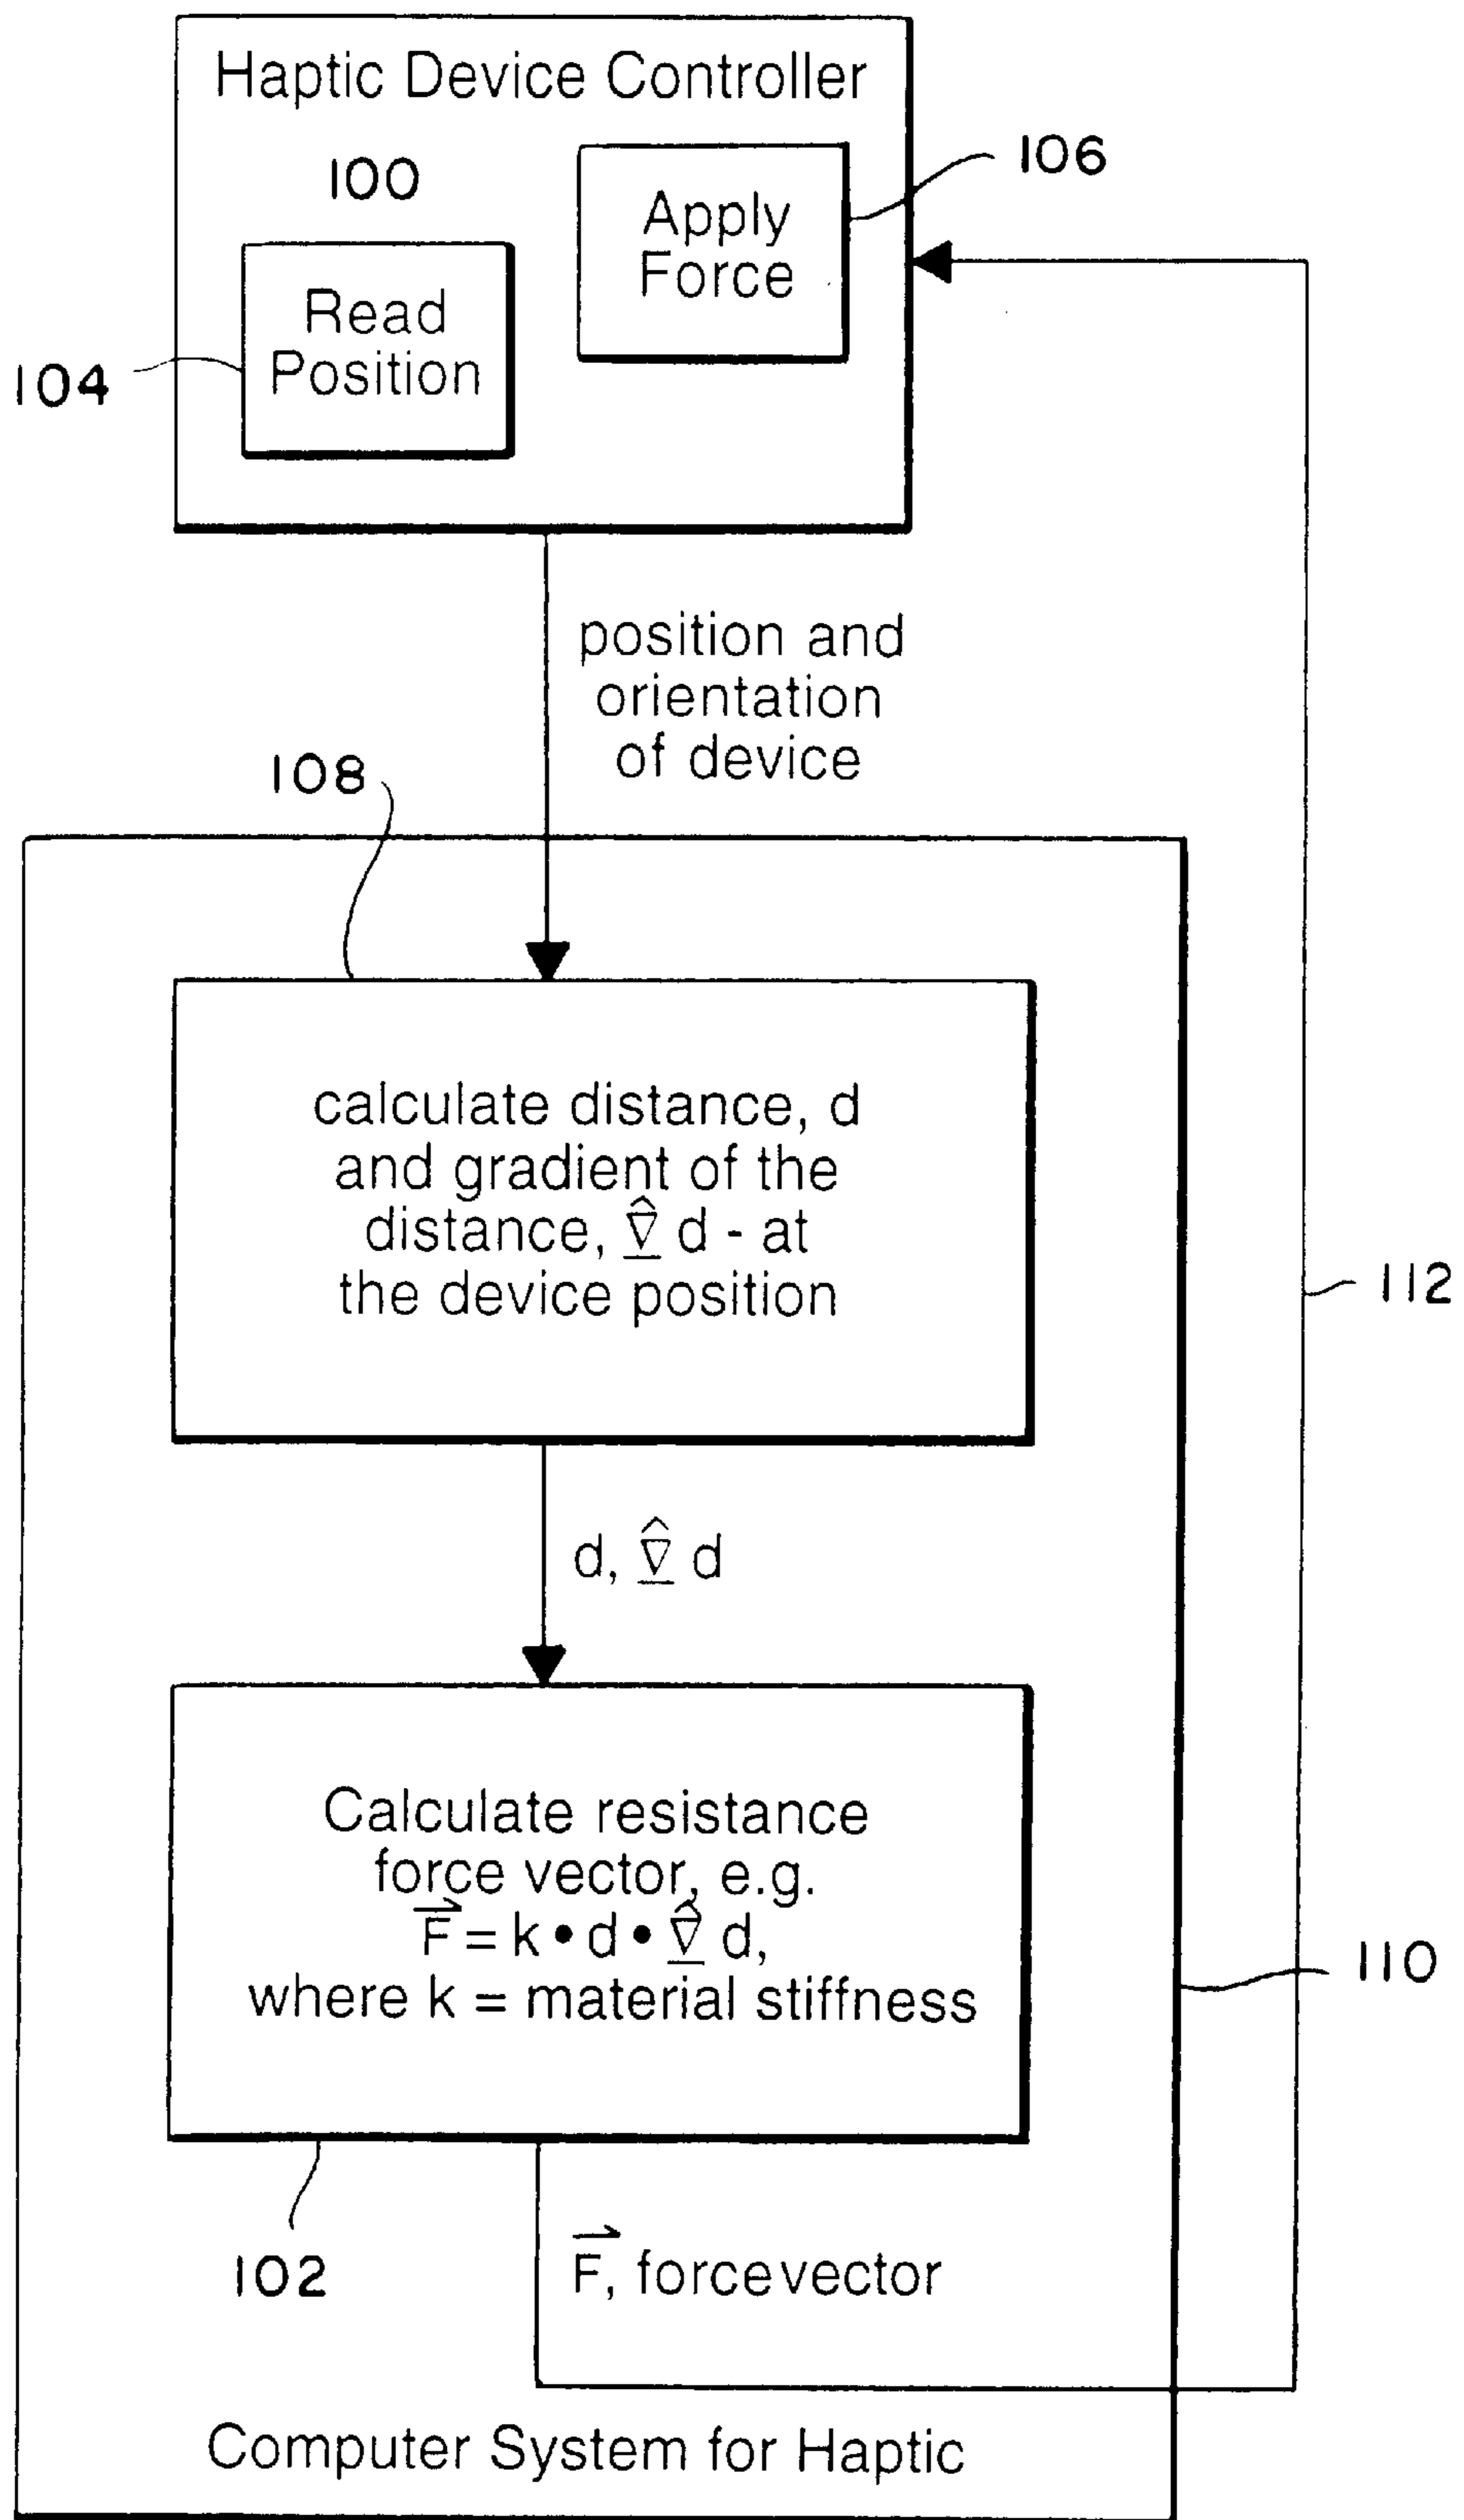 Haptic Device Controller
100
106
Apply
Force
Read
Position
104
position and
orientation
of device
108
calculate distance, d
and gradient of the
distance, ∇̲̂ d - at
the device position
112
d, ∇̲̂ d
Calculate resistance
force vector, e.g.
F⃗ = k • d • ∇̲̂ d,
where k = material stiffness
110
102
F⃗, force vector
Computer System for Haptic